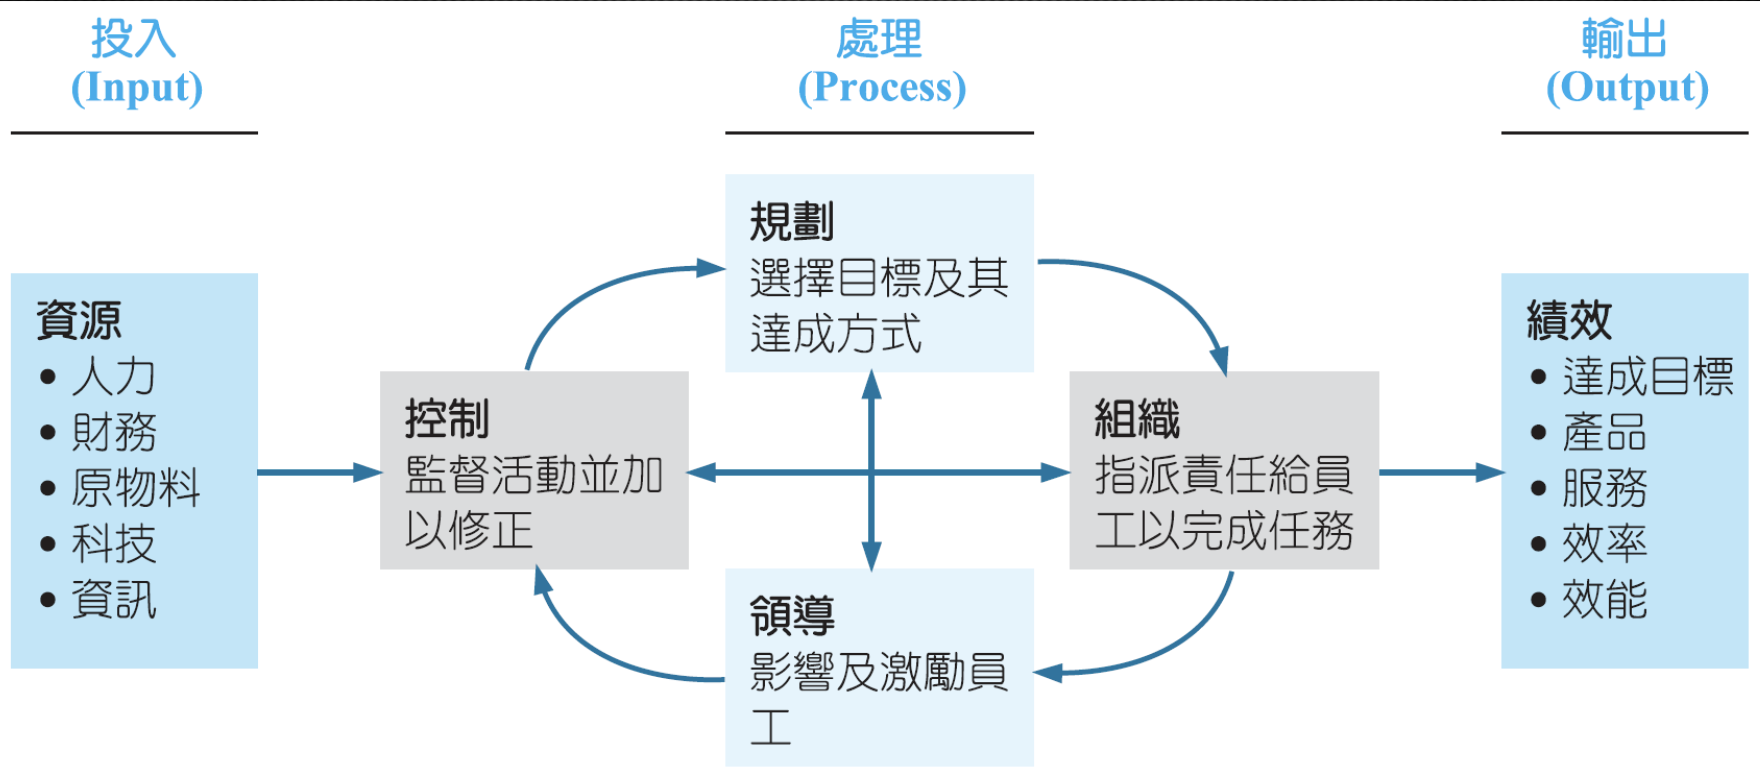 投入
(Input)
處理
(Process)
輸出
(Output)
資源
• 人力
• 財務
• 原物料
• 科技
• 資訊
控制
監督活動並加
以修正
規劃
選擇目標及其
達成方式
領導
影響及激勵員
工
組織
指派責任給員
工以完成任務
績效
• 達成目標
• 產品
• 服務
• 效率
• 效能